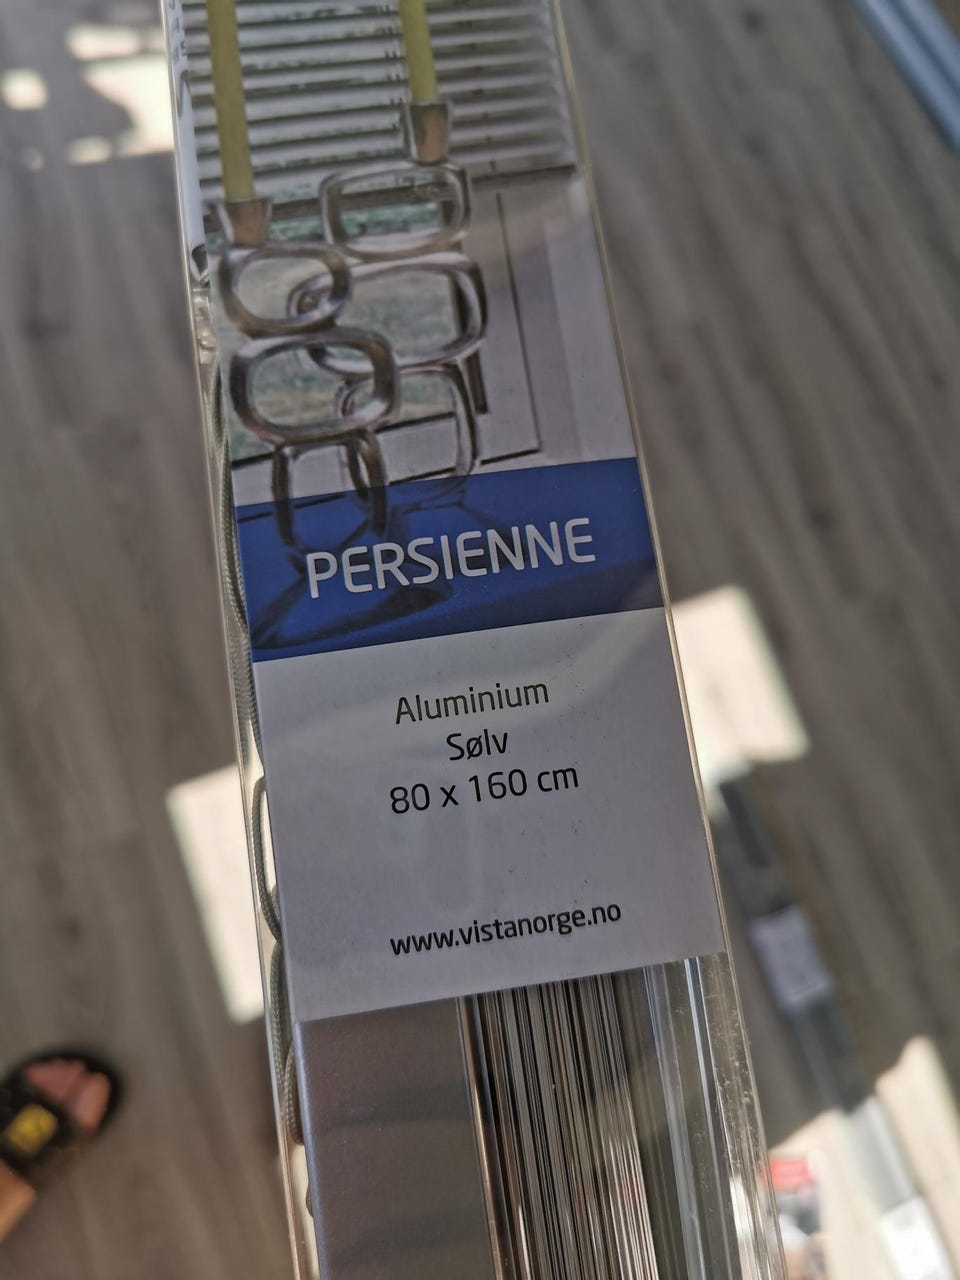 PERSIENNE
Aluminium
Sølv
80 x 160 cm
www.vistanorge.no